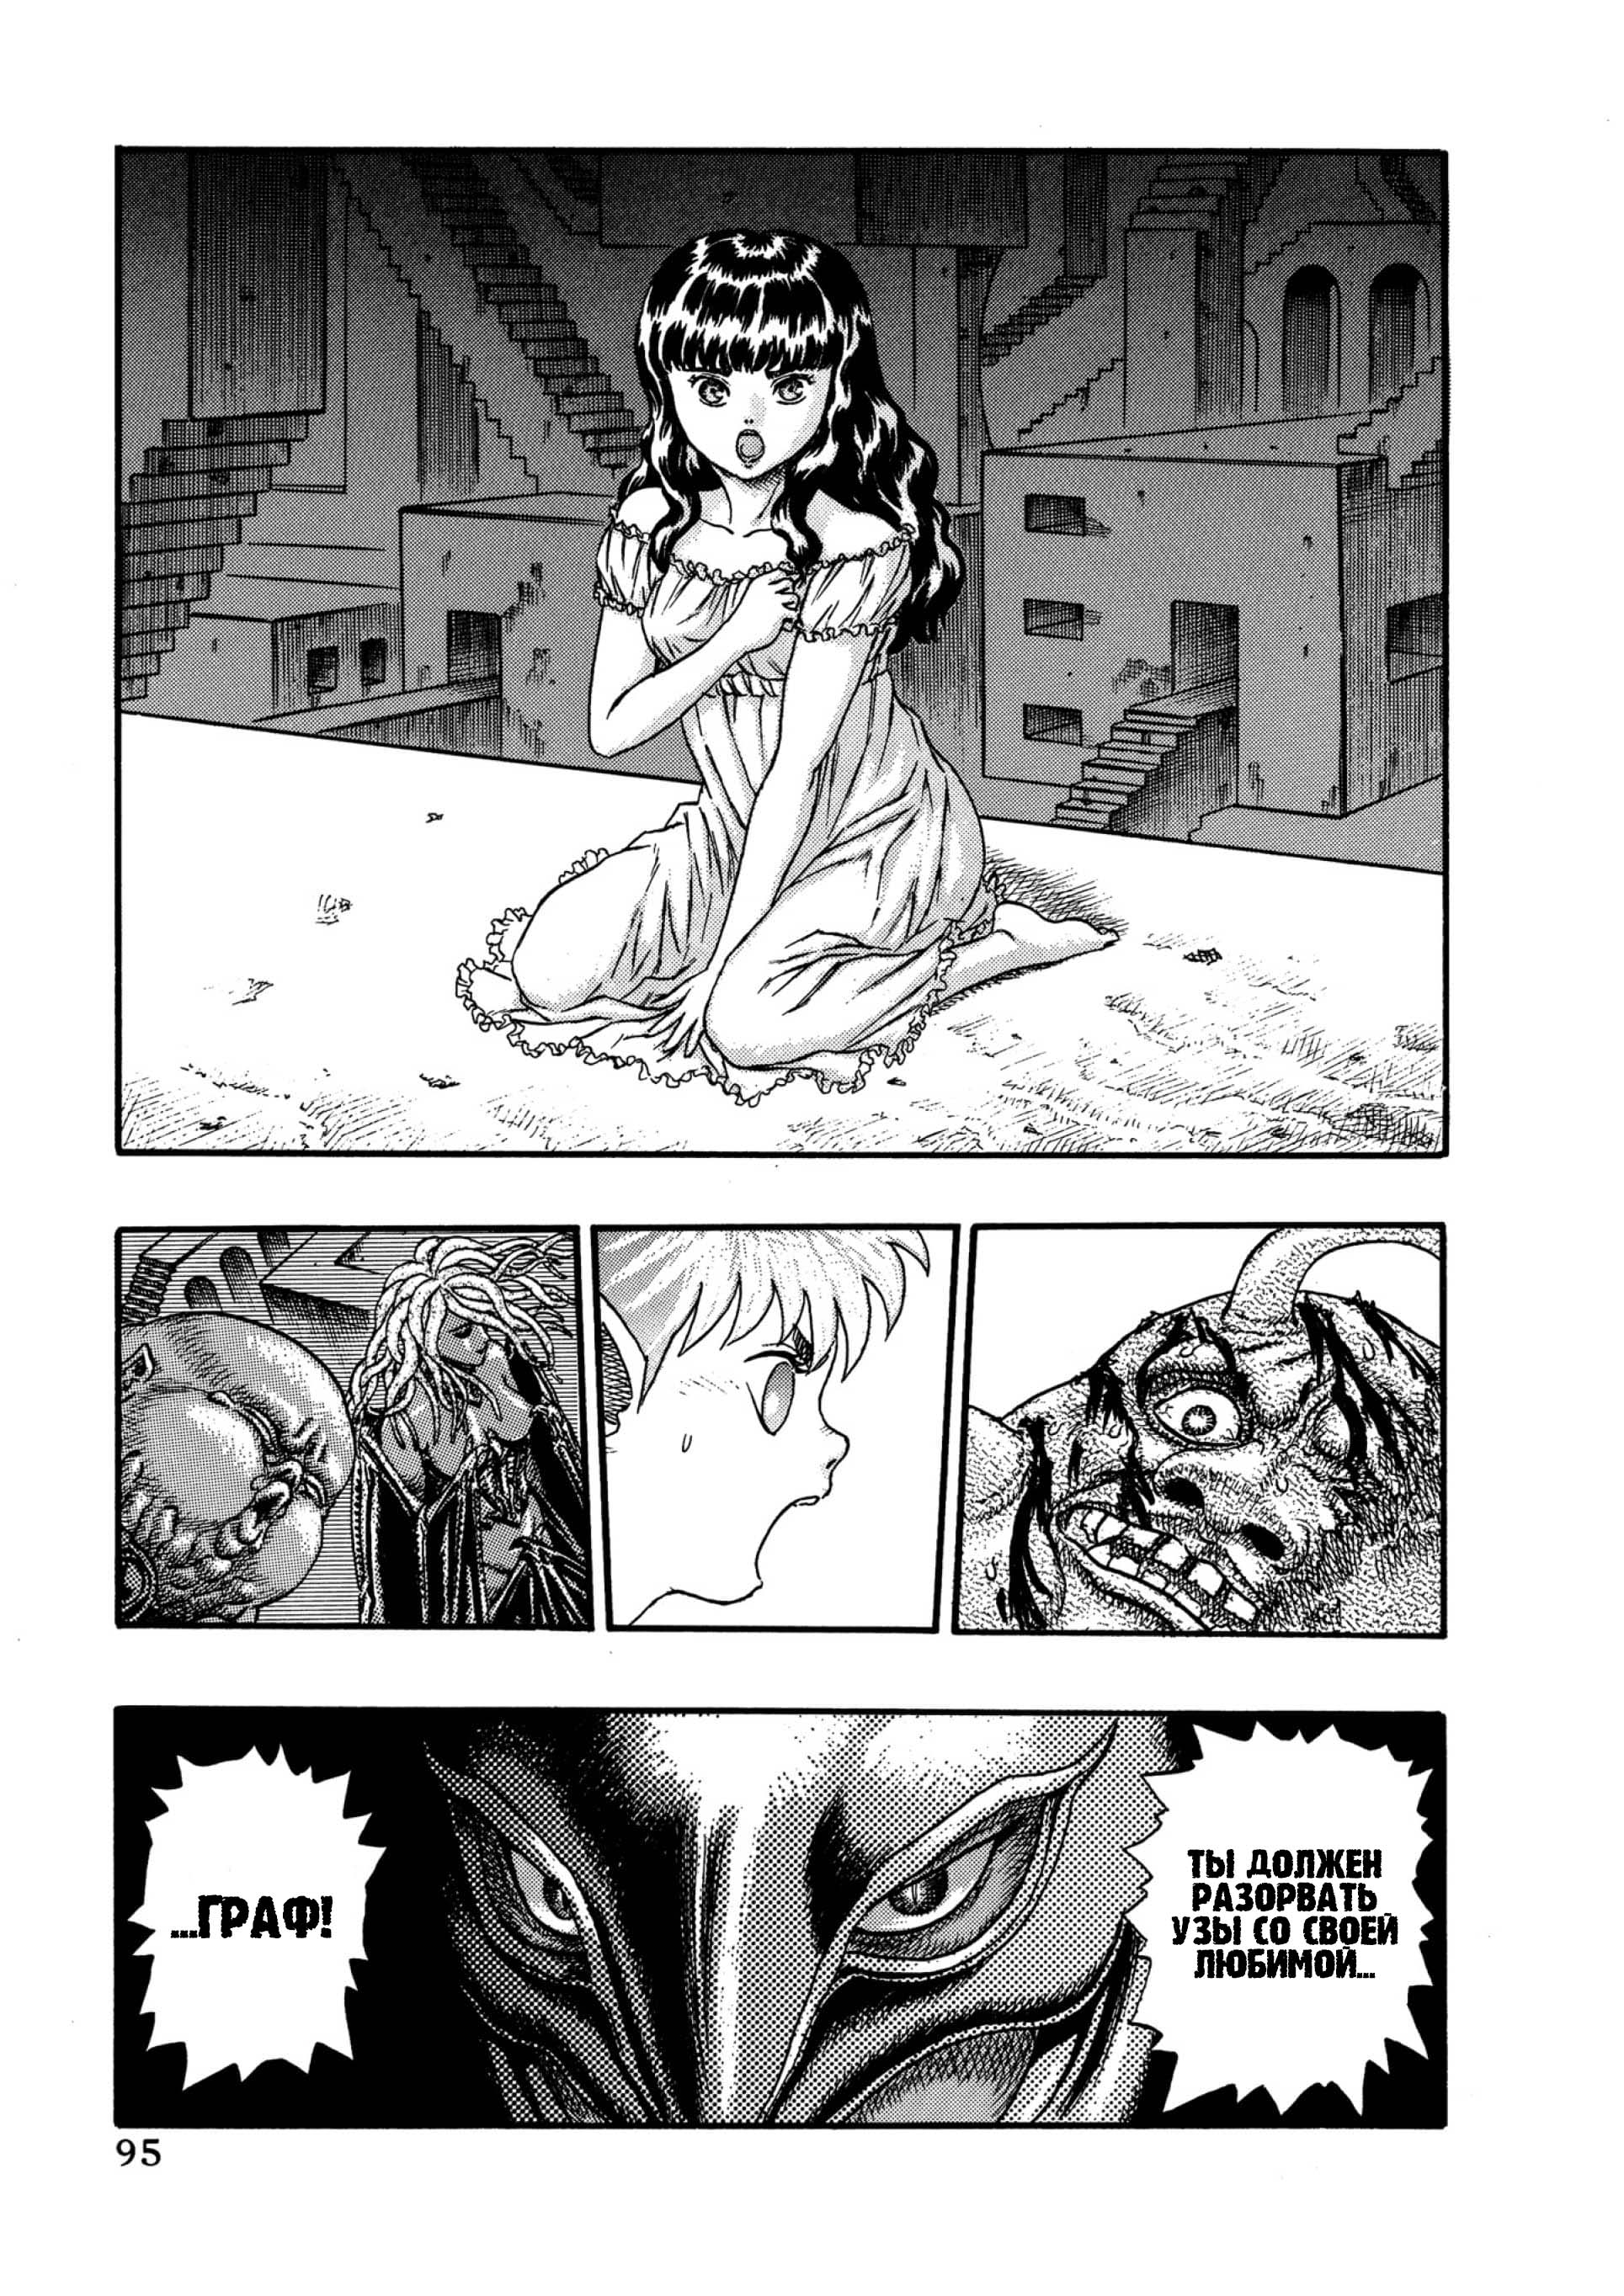 ТЫ ДОЛЖЕН
РАЗОРВАТЬ
УЗЫ СО СВОЕЙ
ЛЮБИМОЙ...
...ГРАФ!
95